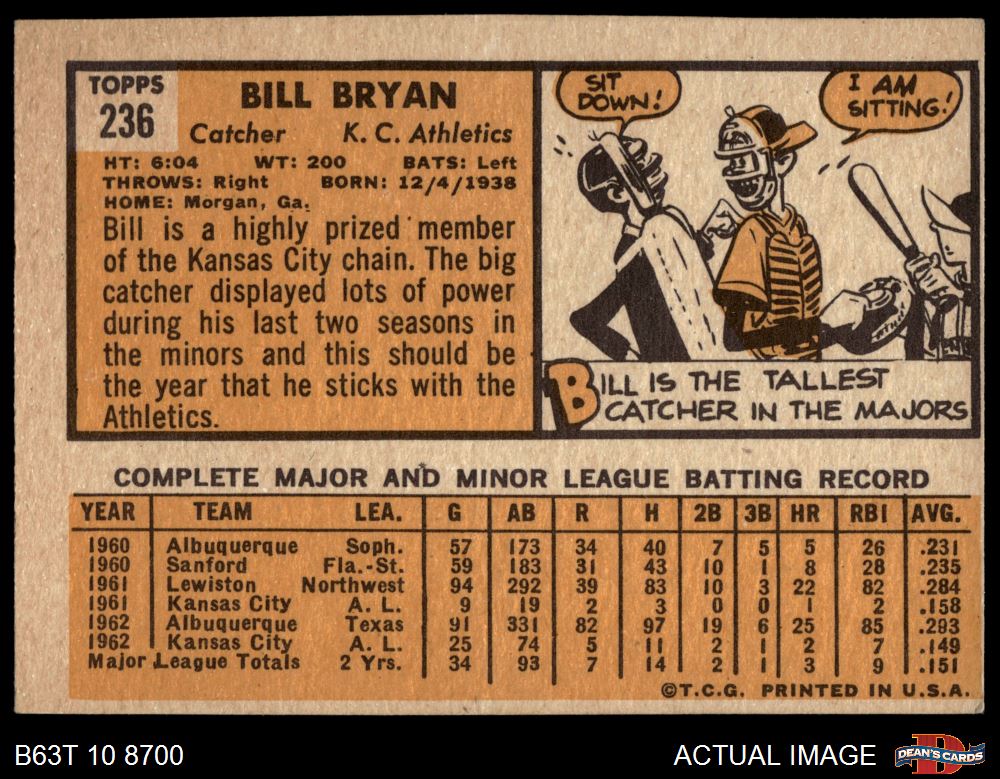 TOPPS
236
BILL BRYAN
Catcher K. C. Athletics
HT: 6:04 WT: 200 BATS: Left
THROWS: Right BORN: 12/4/1938
HOME: Morgan, Ga.
Bill is a highly prized member
of the Kansas City chain. The big
catcher displayed lots of power
during his last two seasons in
the minors and this should be
the year that he sticks with the
Athletics.
SIT
DOWN!
I AM
SITTING!
BILL IS THE TALLEST
CATCHER IN THE MAJORS
COMPLETE MAJOR AND MINOR LEAGUE BATTING RECORD
YEAR TEAM LEA. G AB R H 2B 3B HR RBI AVG.
1960 Albuquerque Soph. 57 173 34 40 7 5 5 26 .231
1960 Sanford Fla.-St. 59 183 31 43 10 1 8 28 .235
1961 Lewiston Northwest 94 292 39 83 10 3 22 82 .284
1961 Kansas City A. L. 9 19 2 3 0 0 1 2 .158
1962 Albuquerque Texas 91 331 82 97 19 6 25 85 .293
1962 Kansas City A. L. 25 74 5 11 2 1 2 7 .149
Major League Totals 2 Yrs. 34 93 7 14 2 1 3 9 .151
©T.C.G. PRINTED IN U.S.A.
B63T 10 8700
ACTUAL IMAGE
DEAN'S CARDS